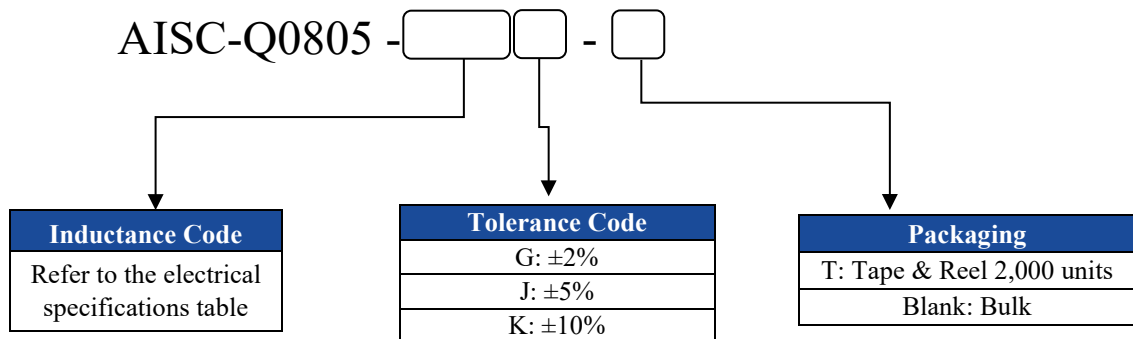 AISC-Q0805 - -
Inductance Code
Refer to the electrical
specifications table
Tolerance Code
G: ±2%
J: ±5%
K: ±10%
Packaging
T: Tape & Reel 2,000 units
Blank: Bulk